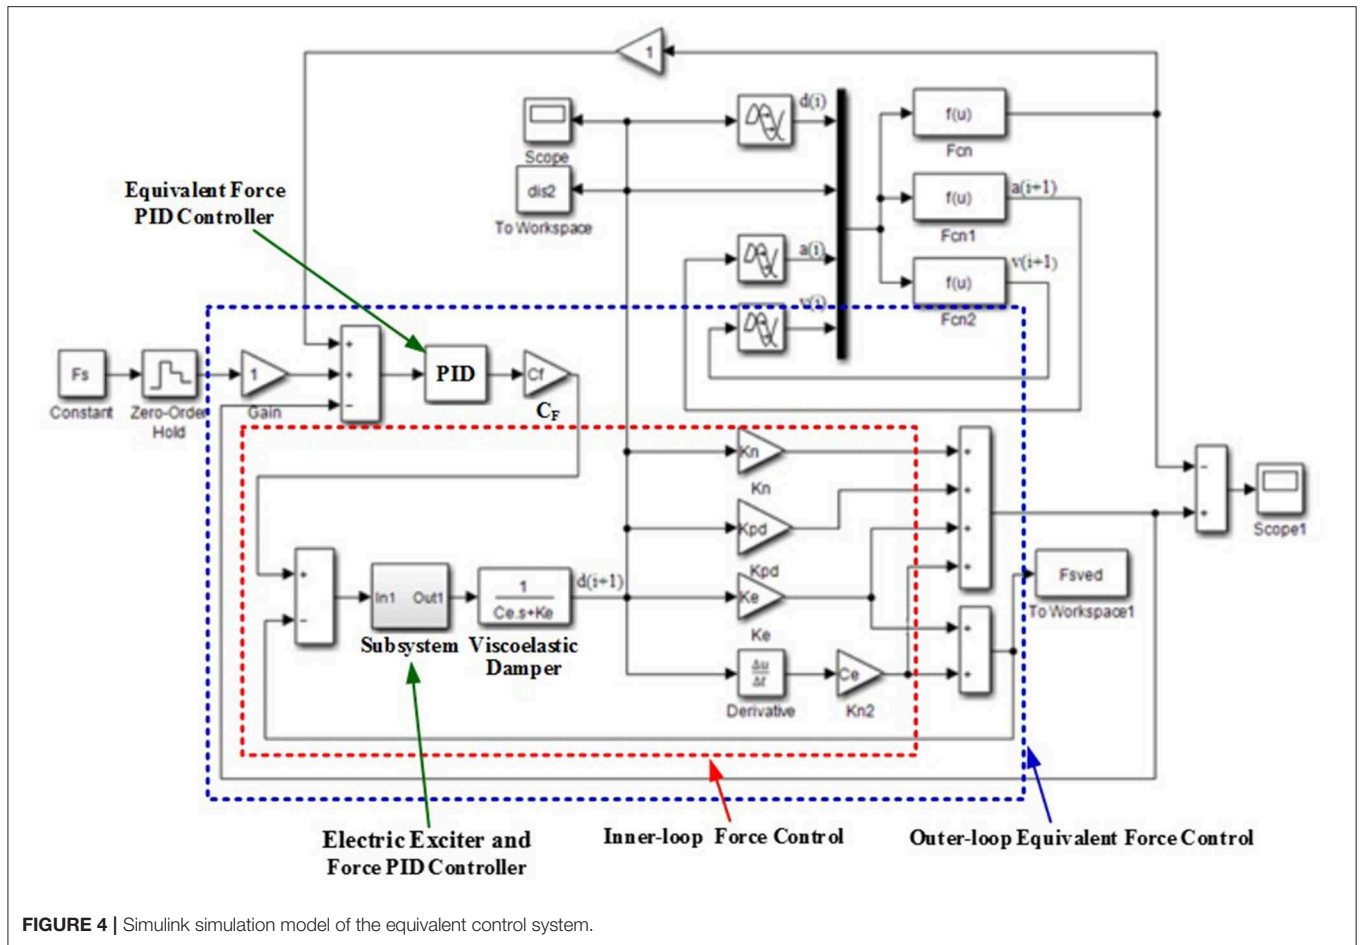 1
d(i)
Scope
dis2
To Workspace
f(u)
Fcn
f(u)
a(i+1)
Fcn1
f(u)
v(i+1)
Fcn2
a(i)
v(i)
Equivalent Force
PID Controller
Fs
Constant
Zero-Order
Hold
1
Gain
+
+
−
PID
Cf
CF
Kn
Kn
Kpd
Kpd
Ke
Ke
Δu
Δt
Derivative
Ce
Kn2
+
+
+
+
+
+
−
+
Scope1
Fsved
To Workspace1
+
−
In1 Out1
Subsystem
1
Ce.s+Ke
d(i+1)
Viscoelastic
Damper
Electric Exciter and
Force PID Controller
Inner-loop Force Control
Outer-loop Equivalent Force Control
FIGURE 4 | Simulink simulation model of the equivalent control system.